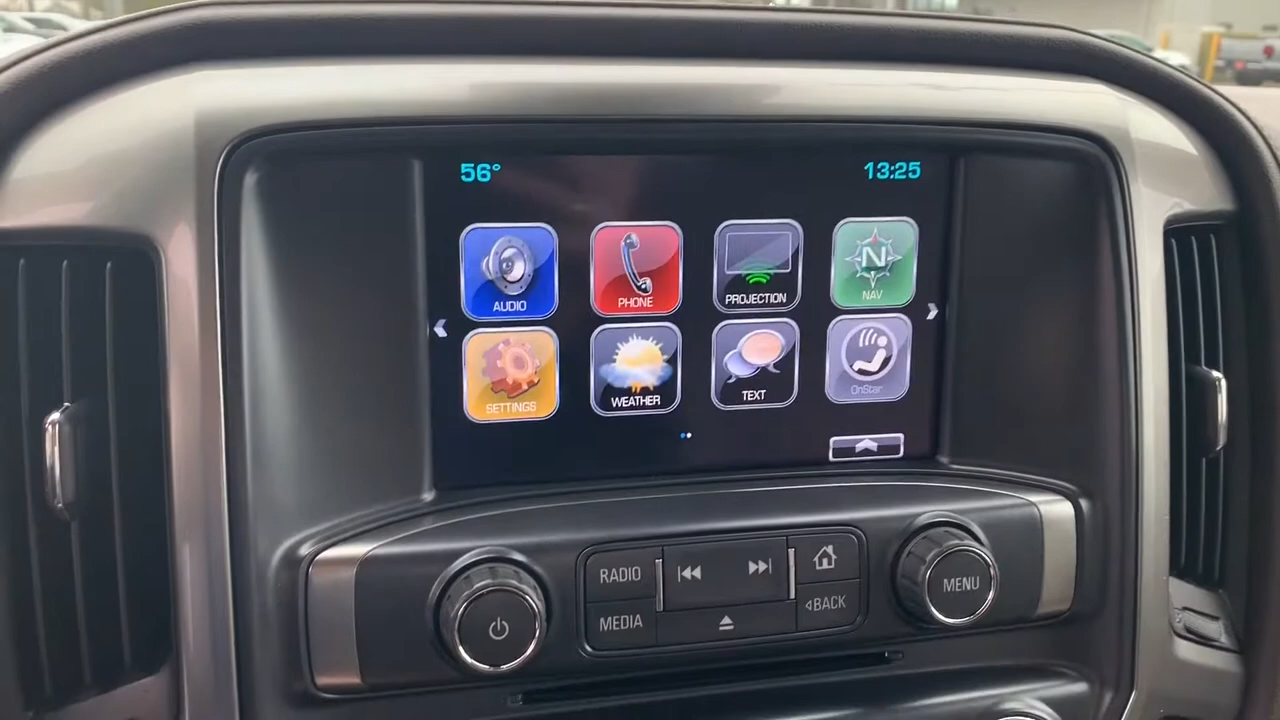 56°
13:25
AUDIO
PHONE
PROJECTION
N
NAV
SETTINGS
WEATHER
TEXT
OnStar
RADIO
MEDIA
BACK
MENU